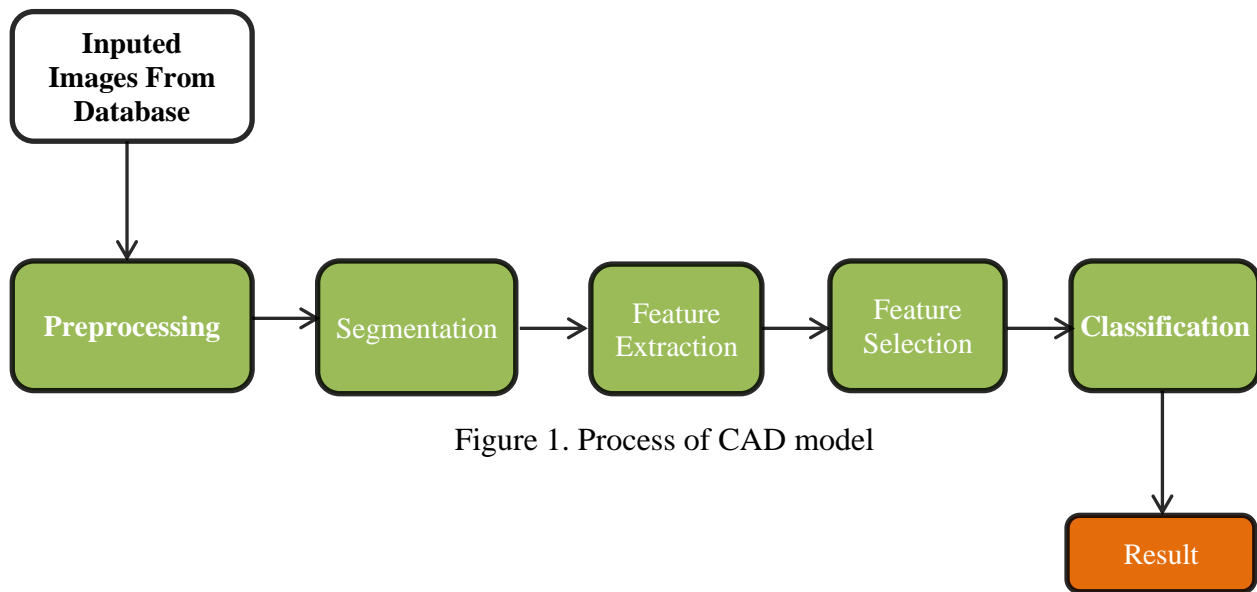 Inputed
Images From
Database
Preprocessing
Segmentation
Feature
Extraction
Feature
Selection
Classification
Figure 1. Process of CAD model
Result